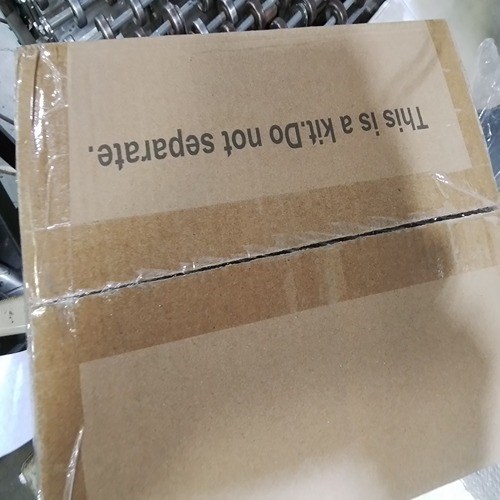 This is a kit.Do not separate.